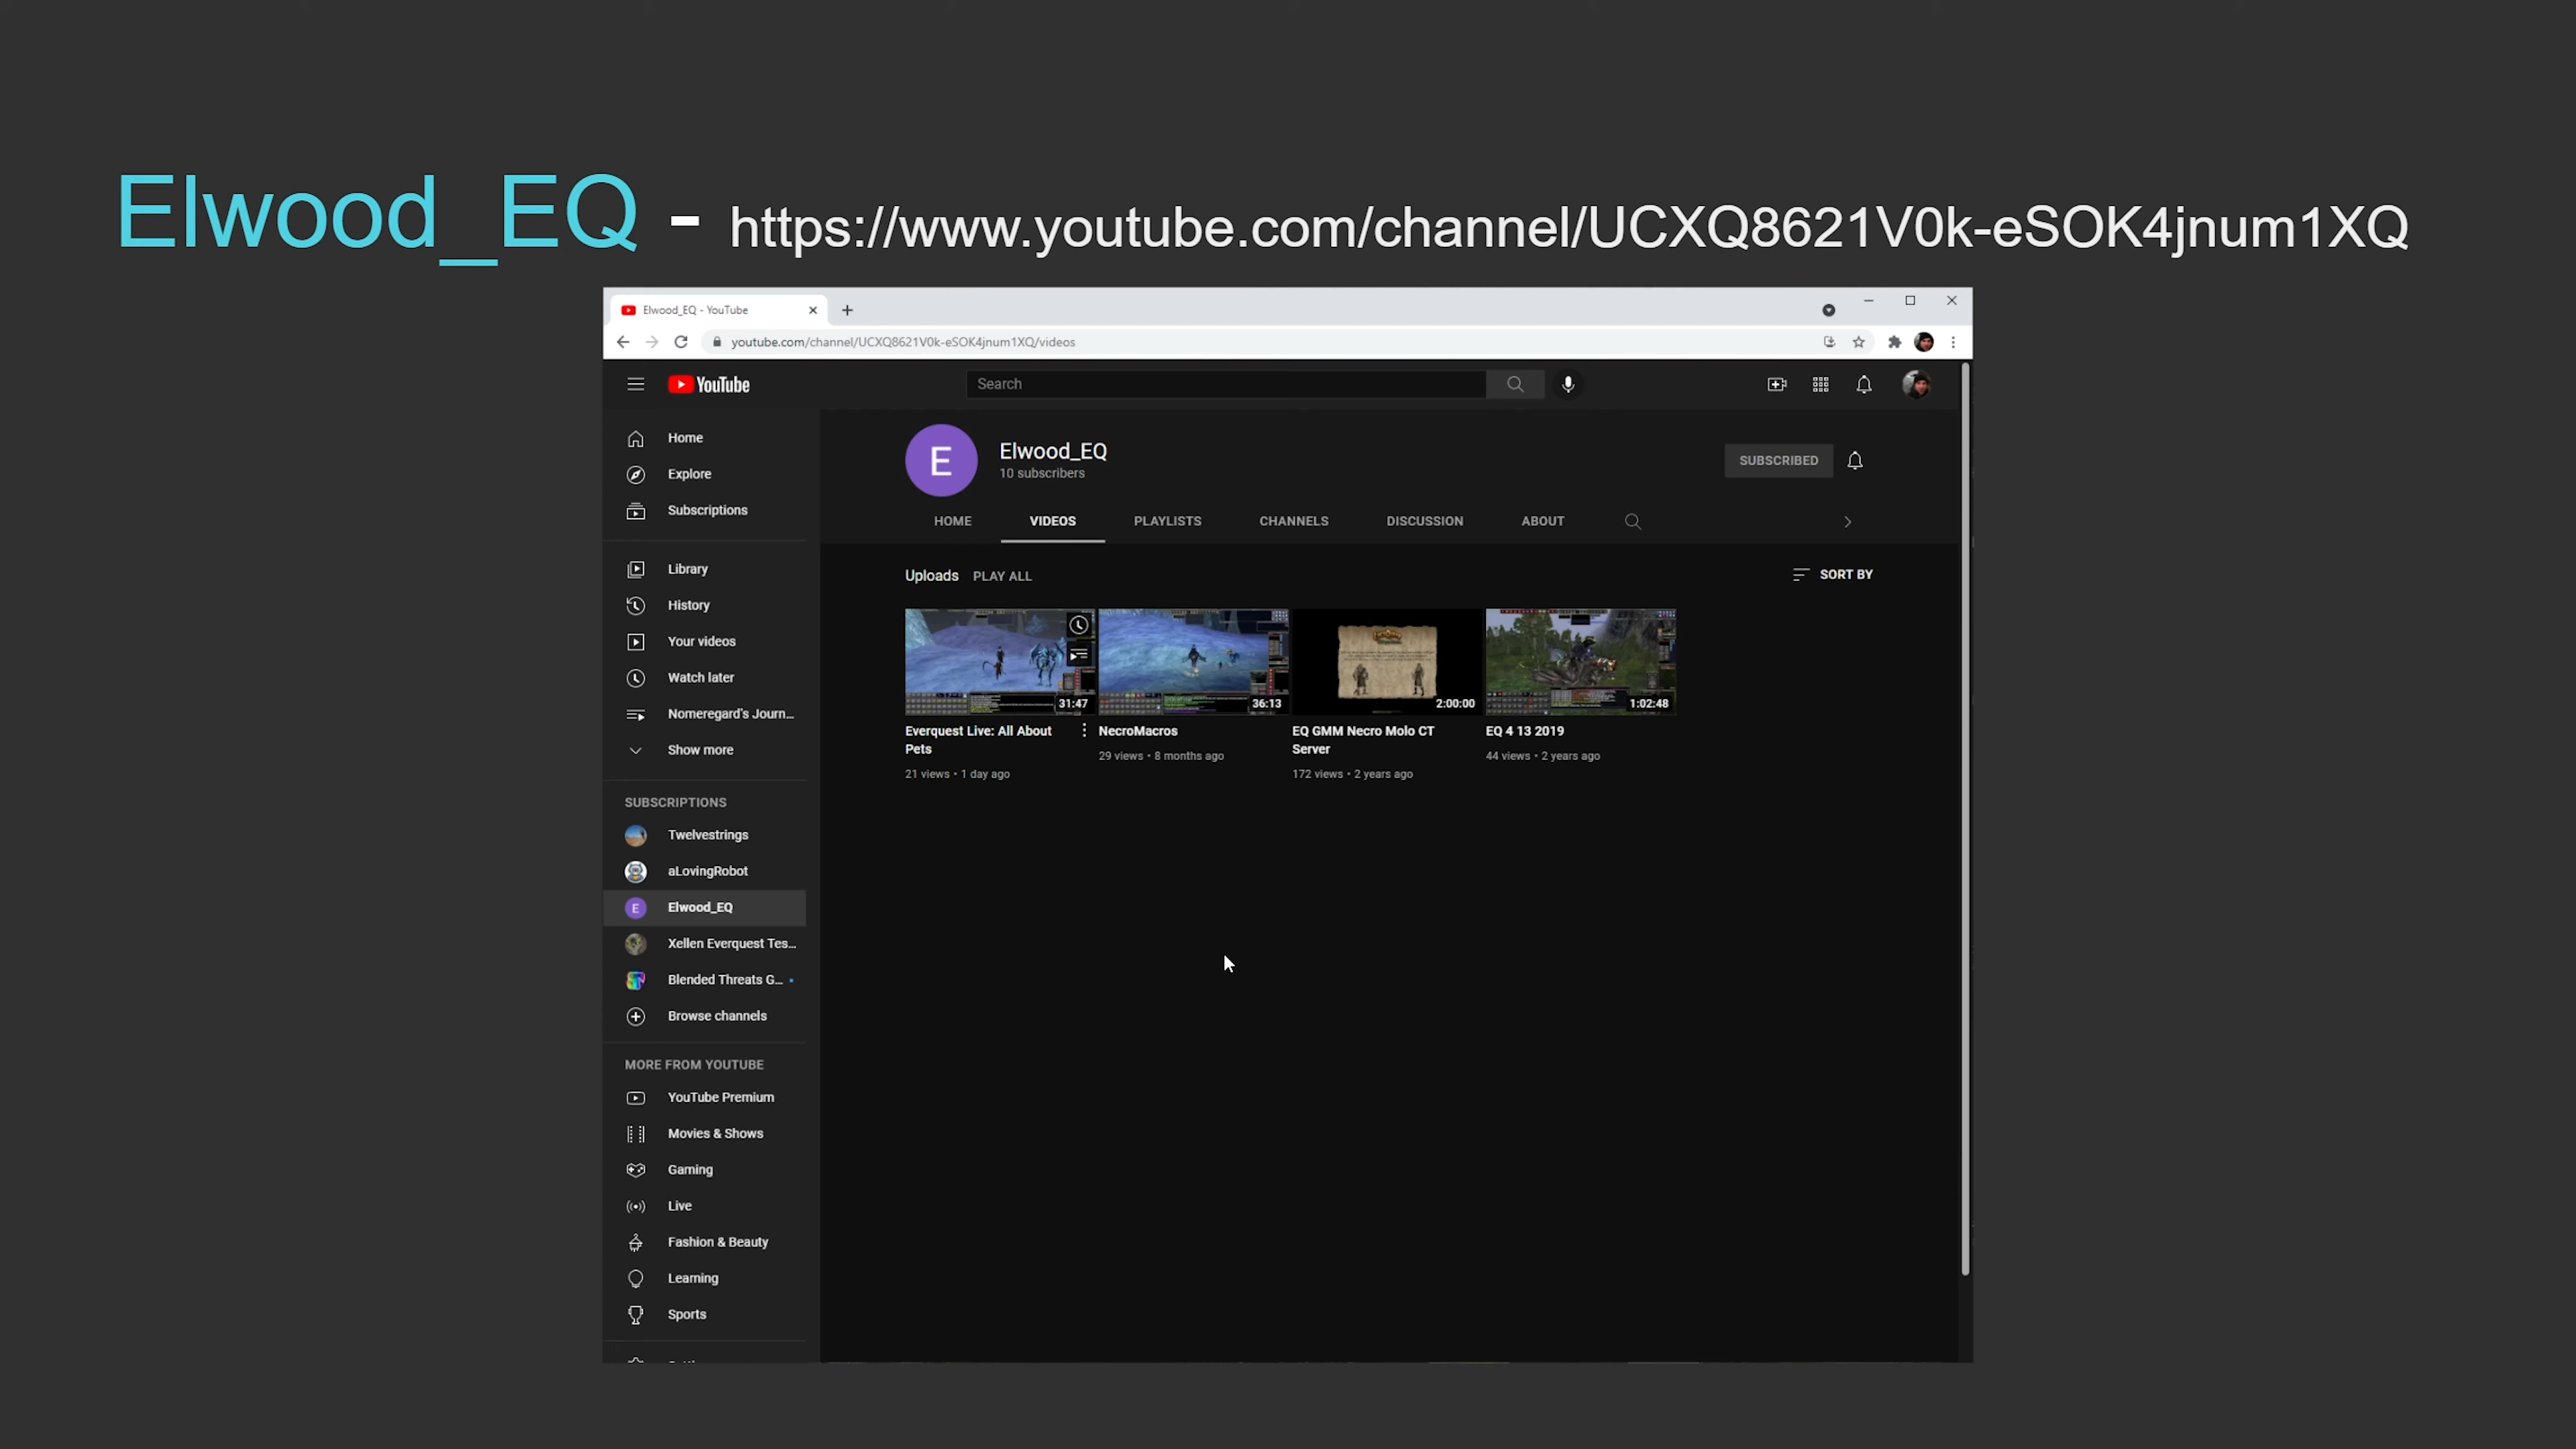 Elwood_EQ - https://www.youtube.com/channel/UCXQ8621V0k-eSOK4jnum1XQ
Elwood_EQ - YouTube
youtube.com/channel/UCXQ8621V0k-eSOK4jnum1XQ/videos
YouTube
Search
Home
Explore
Subscriptions
Library
History
Your videos
Watch later
Nomeregard's Journ...
Show more
SUBSCRIPTIONS
Twelvestrings
aLovingRobot
E Elwood_EQ
Xellen Everquest Tes...
Blended Threats G...
Browse channels
MORE FROM YOUTUBE
YouTube Premium
Movies & Shows
Gaming
Live
Fashion & Beauty
Learning
Sports
E
Elwood_EQ
10 subscribers
SUBSCRIBED
HOME VIDEOS PLAYLISTS CHANNELS DISCUSSION ABOUT
Uploads PLAY ALL
SORT BY
31:47
Everquest Live: All About
Pets
21 views • 1 day ago
36:13
NecroMacros
29 views • 8 months ago
2:00:00
EQ GMM Necro Molo CT
Server
172 views • 2 years ago
1:02:48
EQ 4 13 2019
44 views • 2 years ago